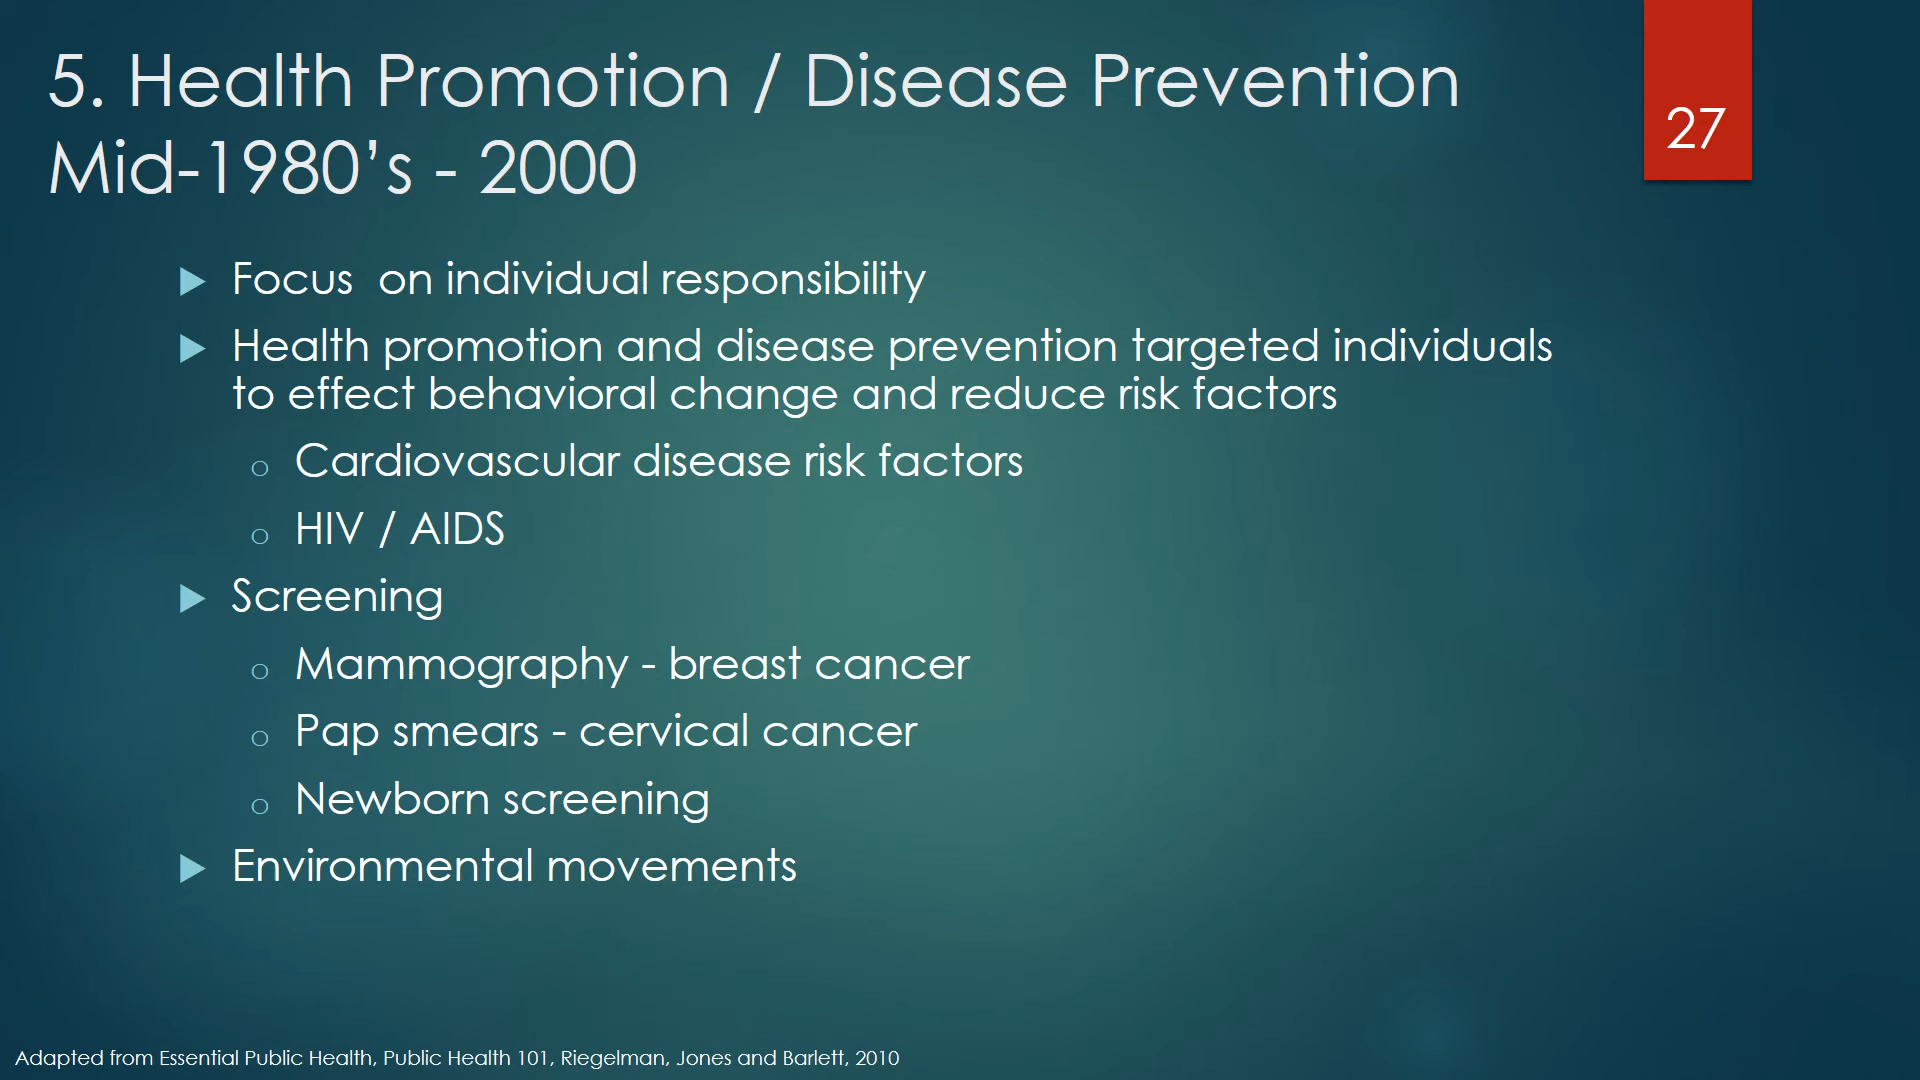 5. Health Promotion / Disease Prevention
Mid-1980’s - 2000
27
Focus  on individual responsibility
Health promotion and disease prevention targeted individuals
to effect behavioral change and reduce risk factors
Cardiovascular disease risk factors
HIV / AIDS
Screening
Mammography - breast cancer
Pap smears - cervical cancer
Newborn screening
Environmental movements
Adapted from Essential Public Health, Public Health 101, Riegelman, Jones and Barlett, 2010